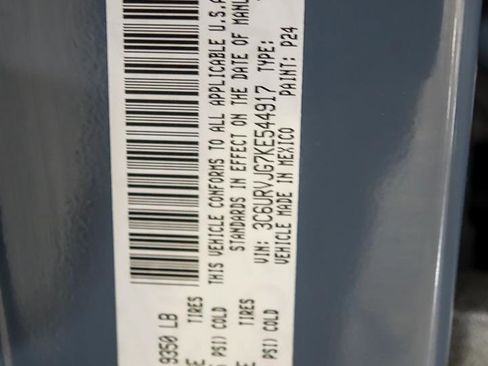 9350 LB
TIRES
PSI) COLD
THIS VEHICLE CONFORMS TO ALL APPLICABLE U.S.A
STANDARDS IN EFFECT ON THE DATE OF MANU
TIRES
VIN: 3C6URVJG7KE544917 TYPE:
PSI) COLD
VEHICLE MADE IN MEXICO PAINT: P24